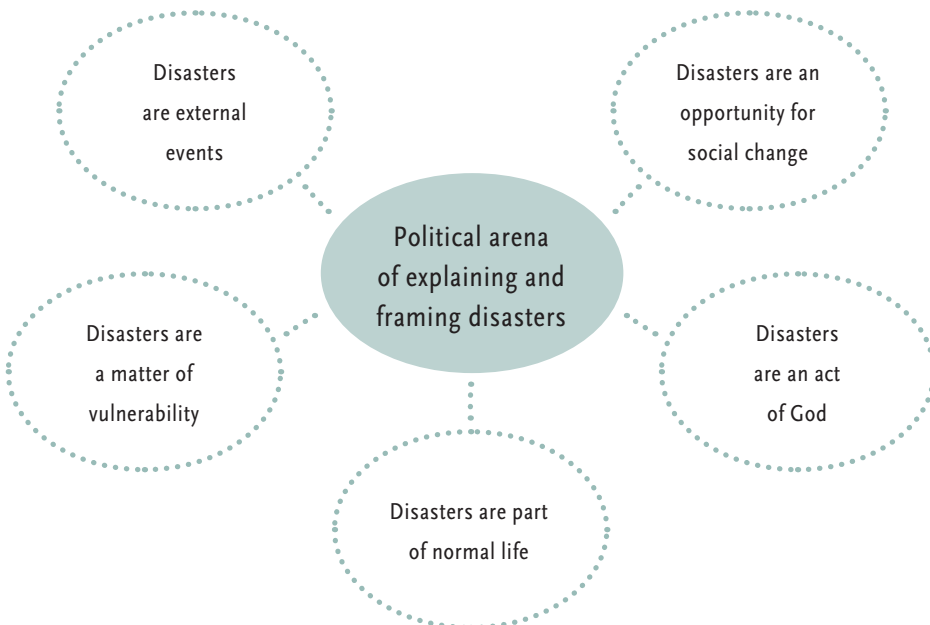 Disasters
are external
events
Disasters are an
opportunity for
social change
Political arena
of explaining and
framing disasters
Disasters are
a matter of
vulnerability
Disasters
are an act
of God
Disasters are part
of normal life